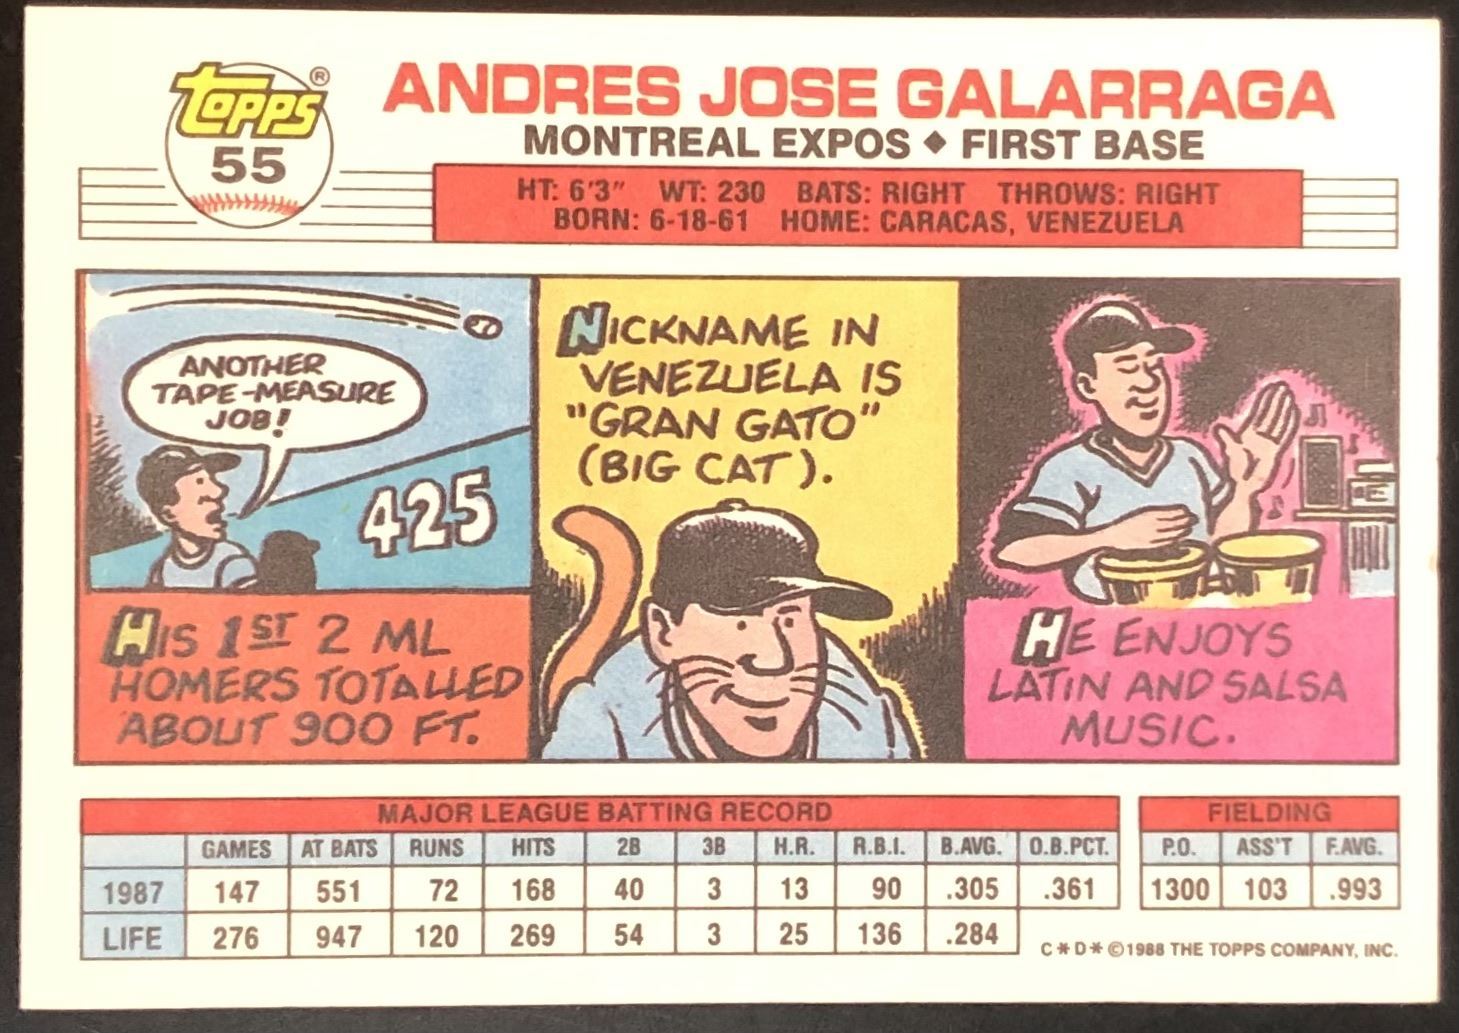 TOPPS®
55
ANDRES JOSE GALARRAGA
MONTREAL EXPOS ◆ FIRST BASE
HT: 6'3" WT: 230 BATS: RIGHT THROWS: RIGHT
BORN: 6-18-61 HOME: CARACAS, VENEZUELA
ANOTHER
TAPE-MEASURE
JOB!
425
HIS 1ST 2 ML
HOMERS TOTALLED
ABOUT 900 FT.
NICKNAME IN
VENEZUELA IS
"GRAN GATO"
(BIG CAT).
HE ENJOYS
LATIN AND SALSA
MUSIC.
MAJOR LEAGUE BATTING RECORD
GAMES AT BATS RUNS HITS 2B 3B H.R. R.B.I. B.AVG. O.B.PCT.
1987 147 551 72 168 40 3 13 90 .305 .361
LIFE 276 947 120 269 54 3 25 136 .284
FIELDING
P.O. ASS'T F.AVG.
1300 103 .993
C*D*©1988 THE TOPPS COMPANY, INC.